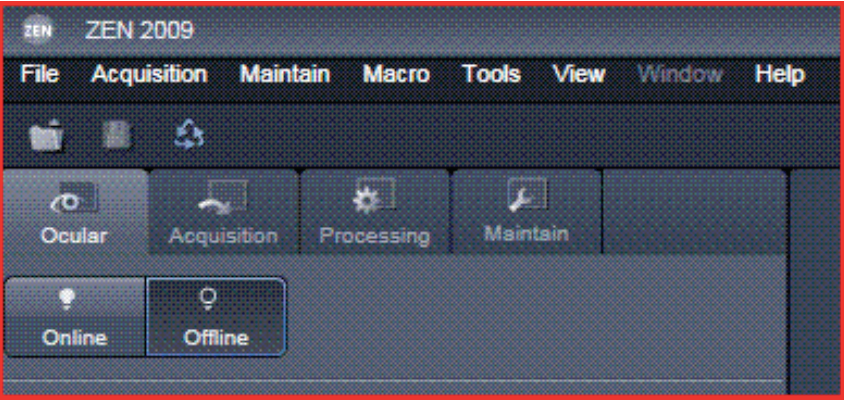 ZEN ZEN 2009
File Acquisition Maintain Macro Tools View Window Help
Ocular Acquisition Processing Maintain
Online Offline